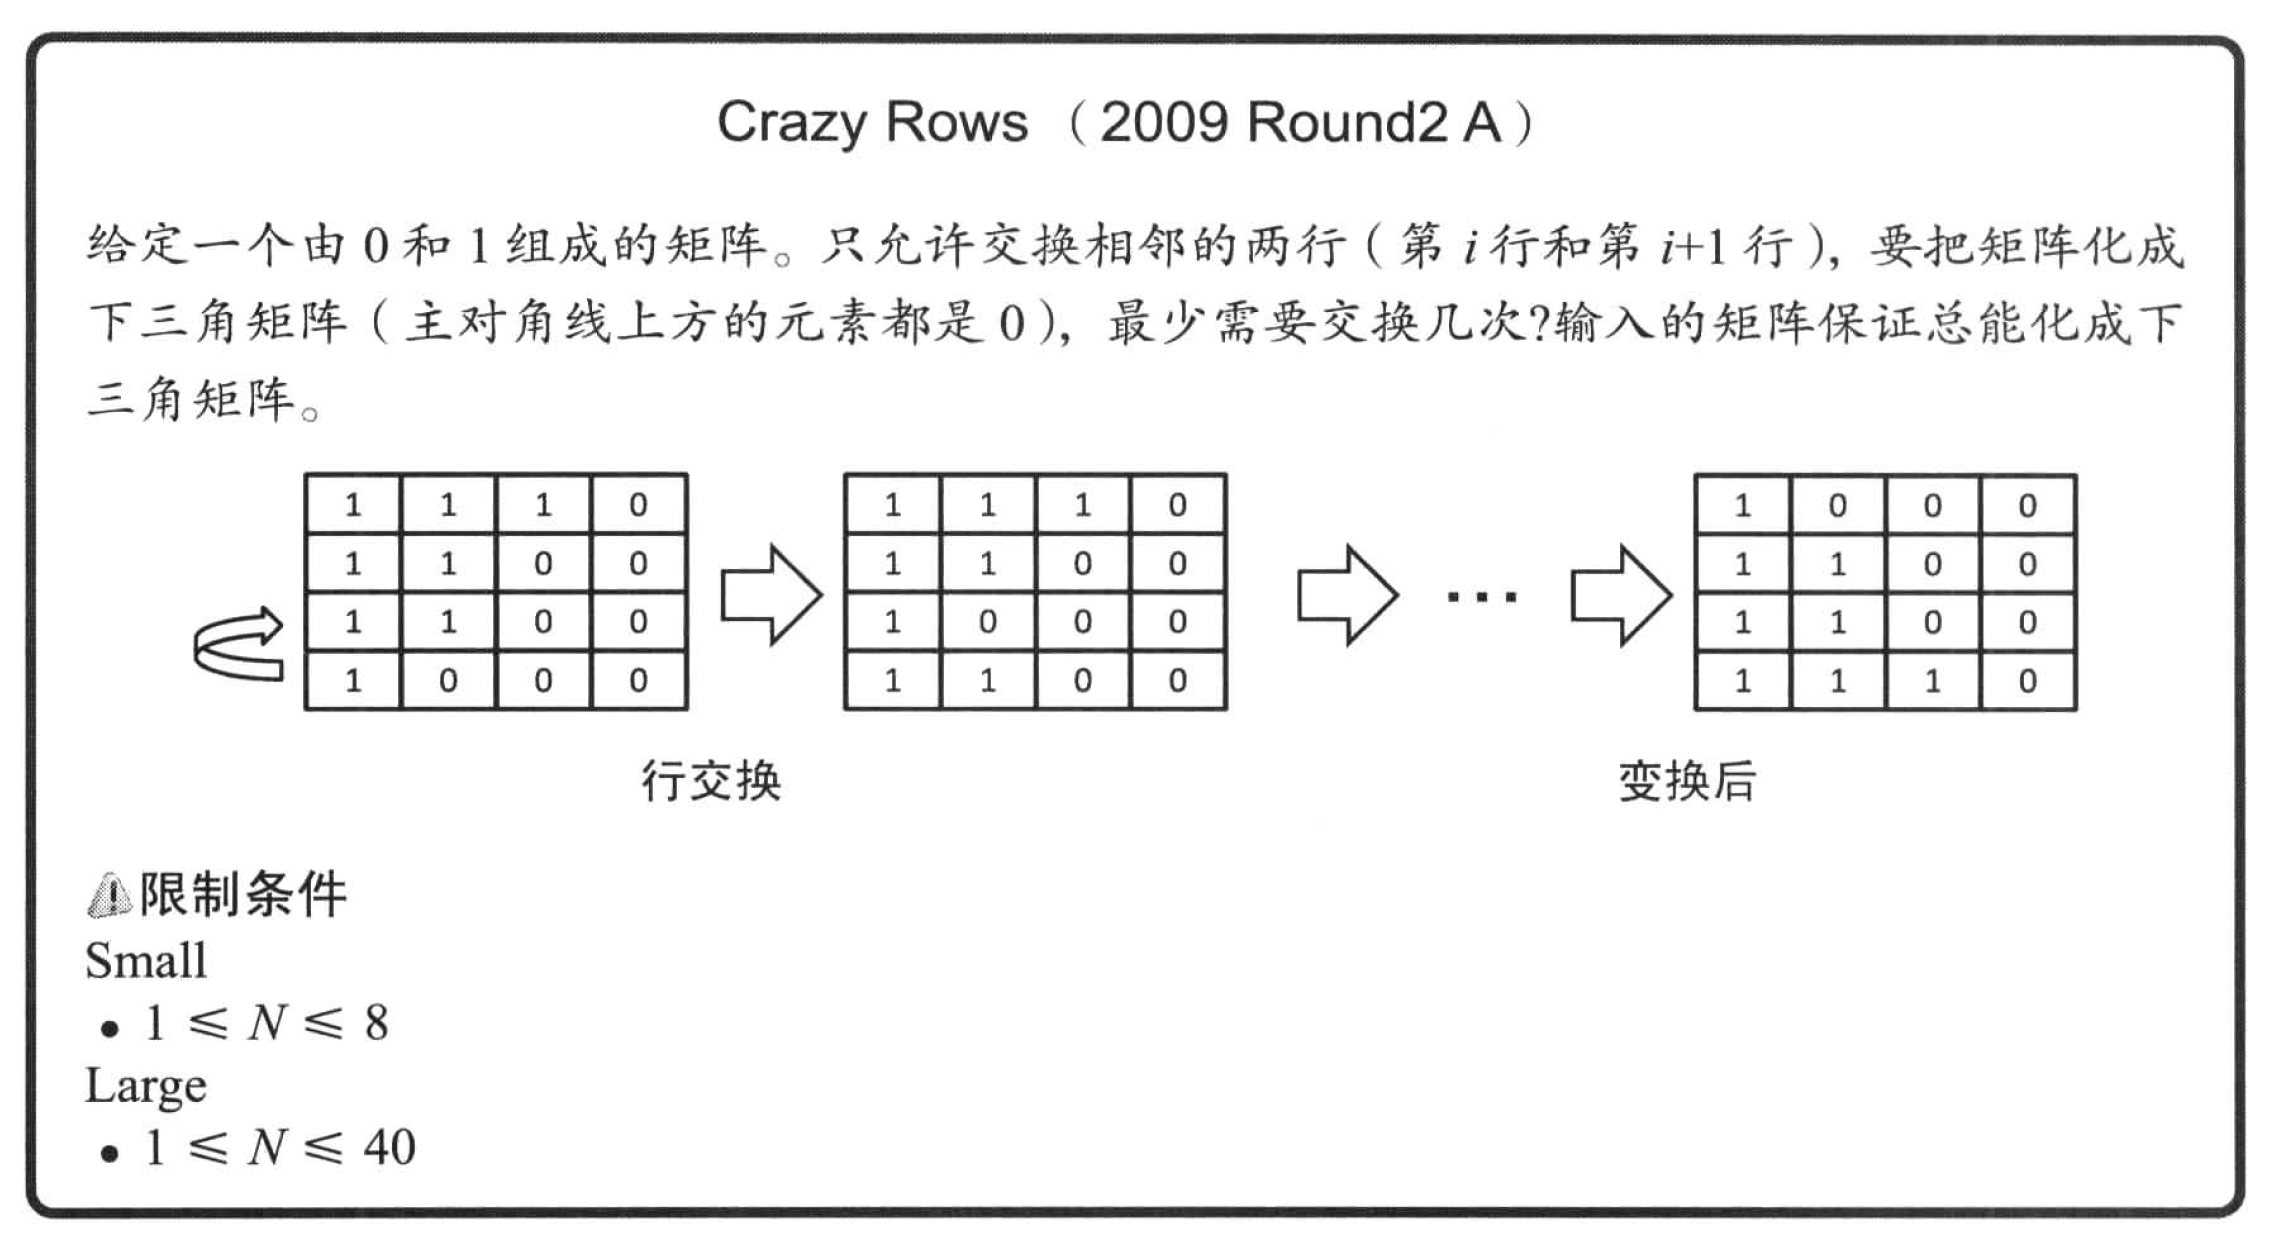 Crazy Rows （2009 Round2 A）
给定一个由 0 和 1 组成的矩阵。只允许交换相邻的两行（第 i 行和第 i+1 行），要把矩阵化成
下三角矩阵（主对角线上方的元素都是 0），最少需要交换几次?输入的矩阵保证总能化成下
三角矩阵。
1 1 1 0 1 1 1 0 1 0 0 0
1 1 0 0 1 1 0 0 1 1 0 0
1 1 0 0 1 0 0 0 ... 1 1 0 0
1 0 0 0 1 1 0 0 1 1 1 0
行交换 变换后
限制条件
Small
• 1 ≤ N ≤ 8
Large
• 1 ≤ N ≤ 40